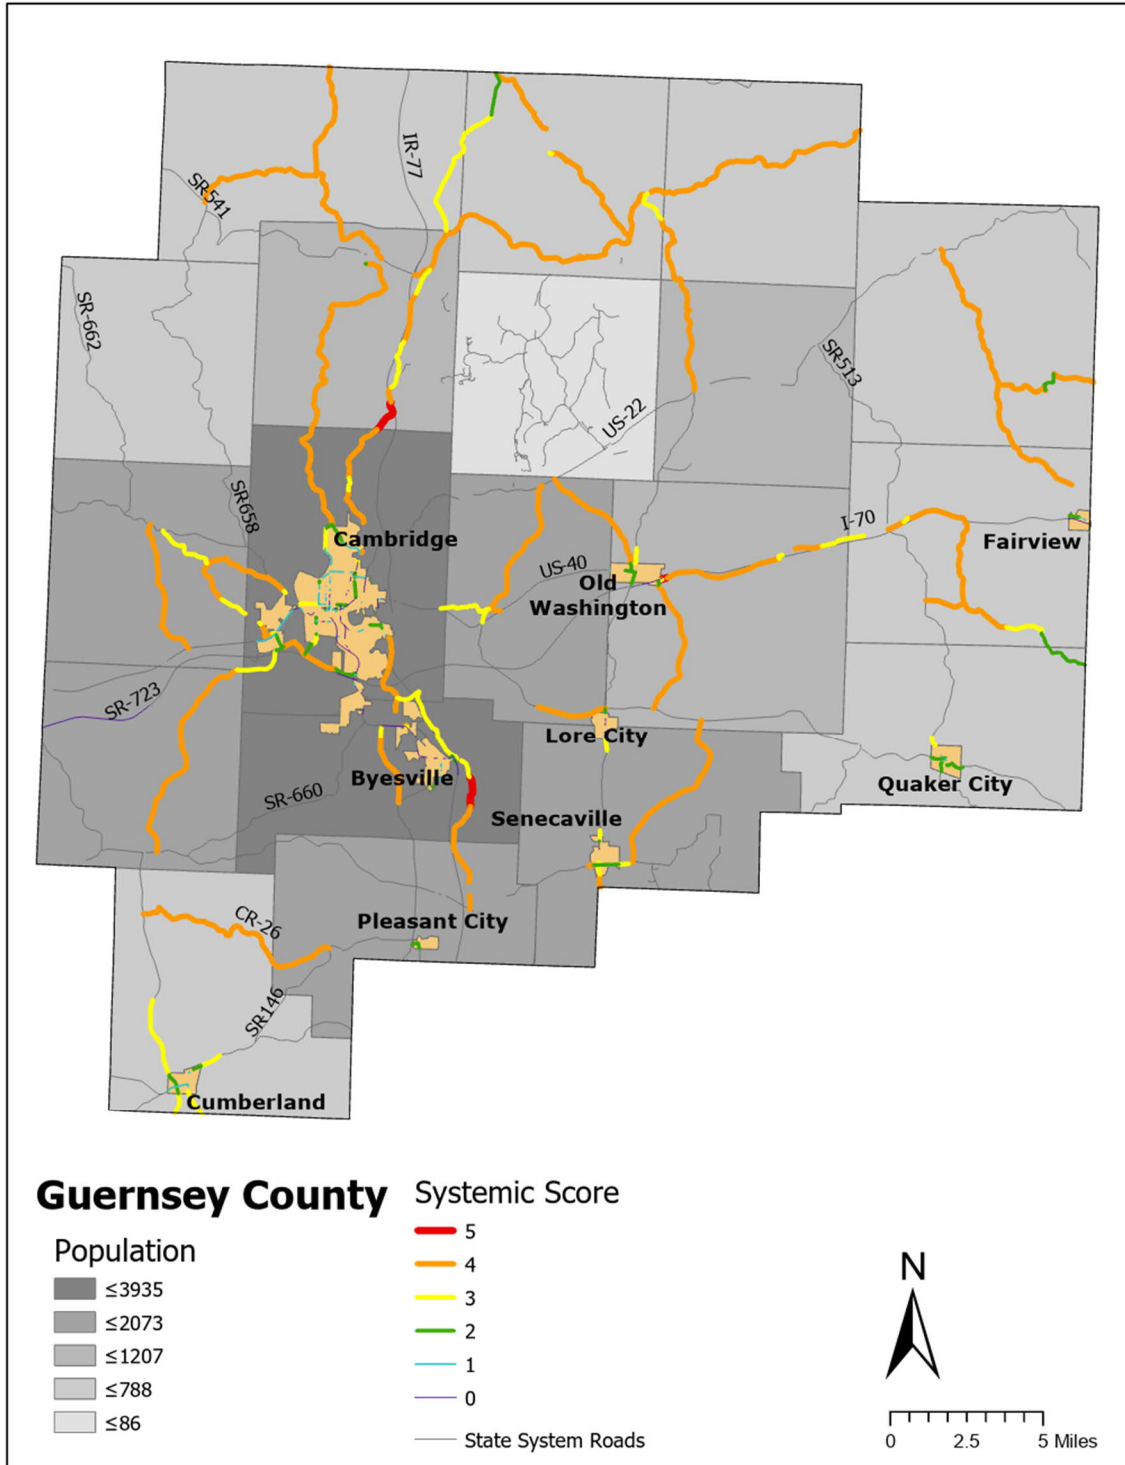 IR-77
SR-541
SR-662
SR513
US-22
SR658
I-70
Cambridge
Fairview
US-40
Old
Washington
SR-723
Lore City
Byesville
Quaker City
SR-660
Senecaville
Pleasant City
CR-26
SR146
Cumberland
Guernsey County
Population
≤3935
≤2073
≤1207
≤788
≤86
Systemic Score
5
4
3
2
1
0
State System Roads
N
0 2.5 5 Miles